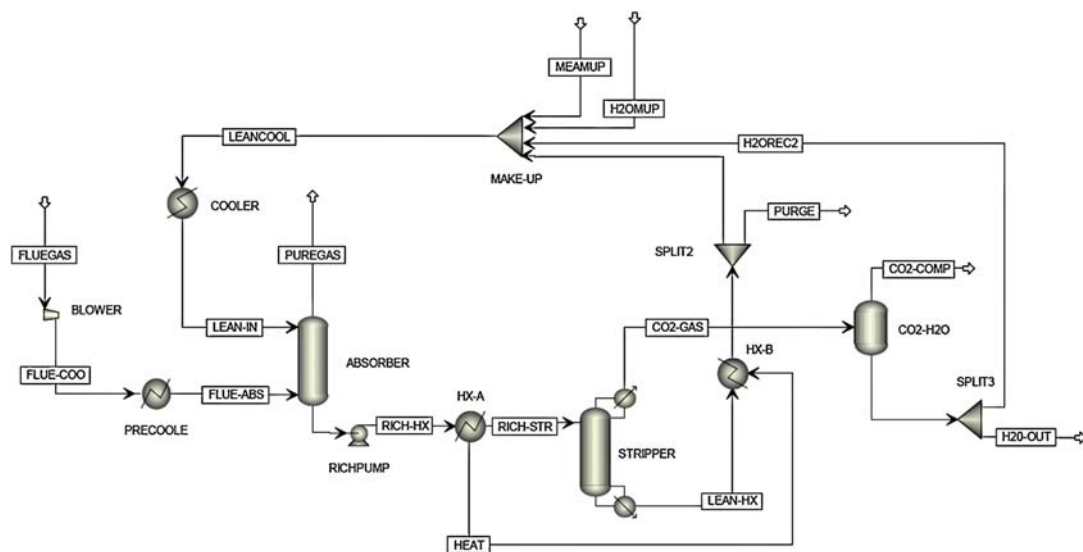 MEAMUP
H2OMUP
LEANCOOL
H2OREC2
MAKE-UP
COOLER
PURGE
FLUEGAS
PUREGAS
SPLIT2
CO2-COMP
BLOWER
LEAN-IN
CO2-GAS
CO2-H2O
ABSORBER
HX-B
FLUE-COO
FLUE-ABS
HX-A
SPLIT3
PRECOOLE
RICH-HX
RICH-STR
H20-OUT
STRIPPER
RICHPUMP
LEAN-HX
HEAT